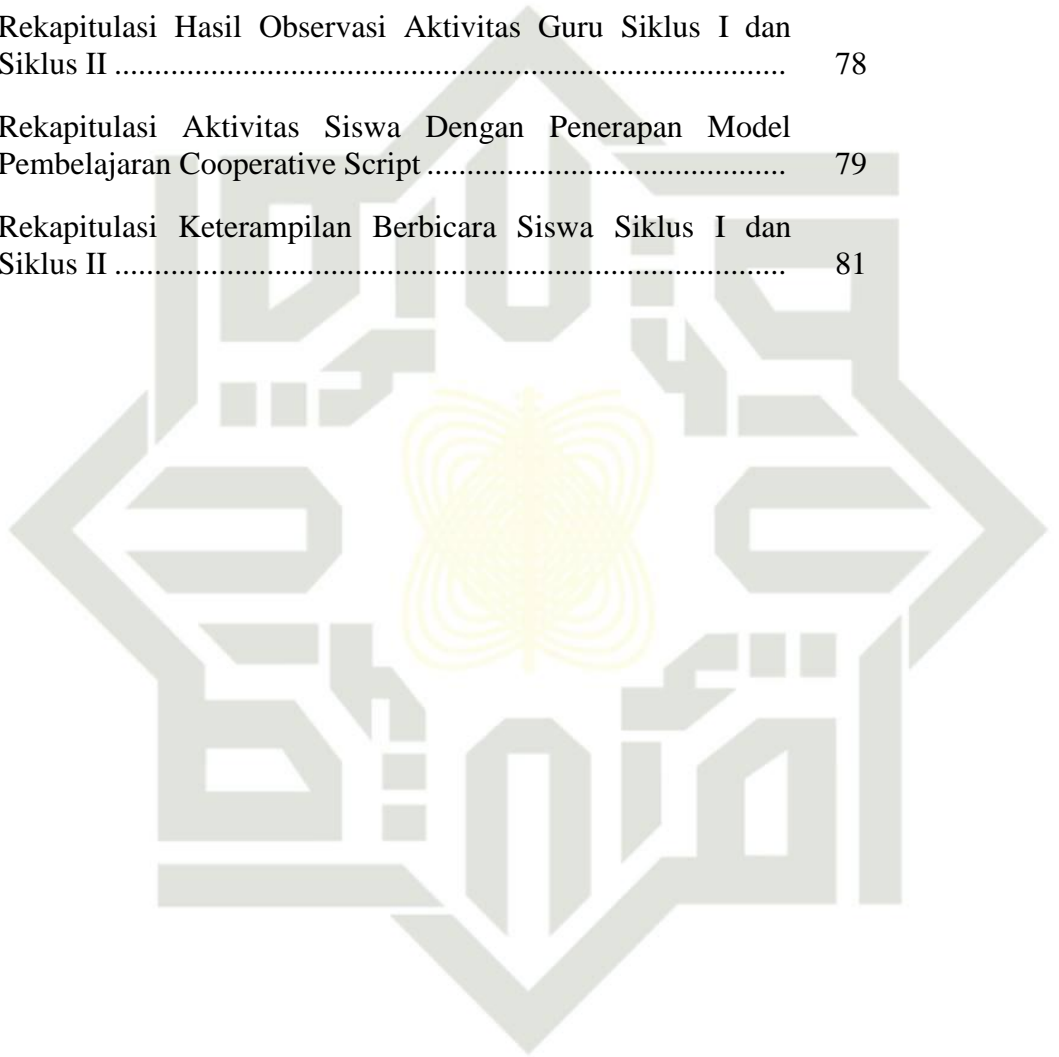 Rekapitulasi Hasil Observasi Aktivitas Guru Siklus I dan
Siklus II ........................................................................................ 78
Rekapitulasi Aktivitas Siswa Dengan Penerapan Model
Pembelajaran Cooperative Script ............................................... 79
Rekapitulasi Keterampilan Berbicara Siswa Siklus I dan
Siklus II ........................................................................................ 81